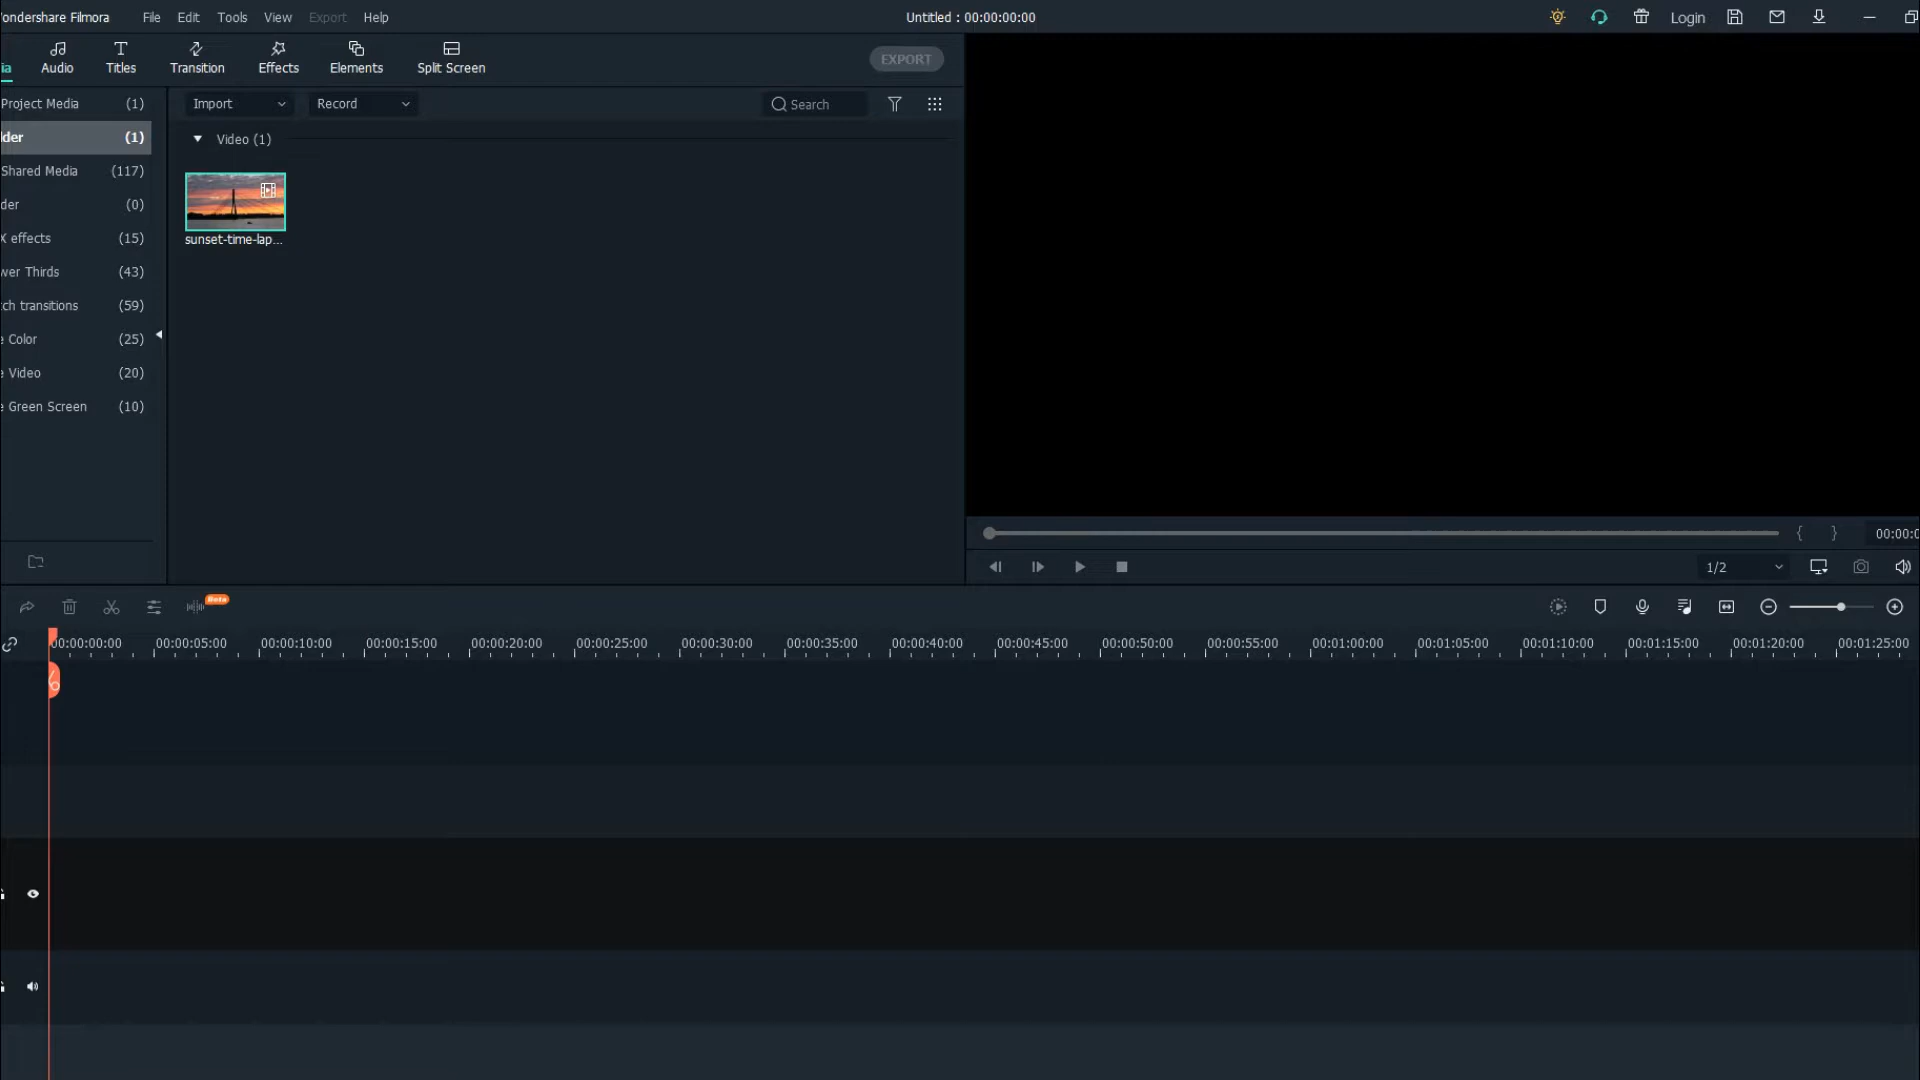 ondershare Filmora File Edit Tools View Export Help Untitled : 00:00:00:00 Login
ia Audio Titles Transition Effects Elements Split Screen EXPORT
Project Media (1) Import Record Search
lder (1) Video (1)
Shared Media (117)
der (0)
X effects (15) sunset-time-lap...
wer Thirds (43)
tch transitions (59)
e Color (25)
e Video (20)
e Green Screen (10)
{ } 00:00:0
1/2
Beta
00:00:00:00 00:00:05:00 00:00:10:00 00:00:15:00 00:00:20:00 00:00:25:00 00:00:30:00 00:00:35:00 00:00:40:00 00:00:45:00 00:00:50:00 00:00:55:00 00:01:00:00 00:01:05:00 00:01:10:00 00:01:15:00 00:01:20:00 00:01:25:00